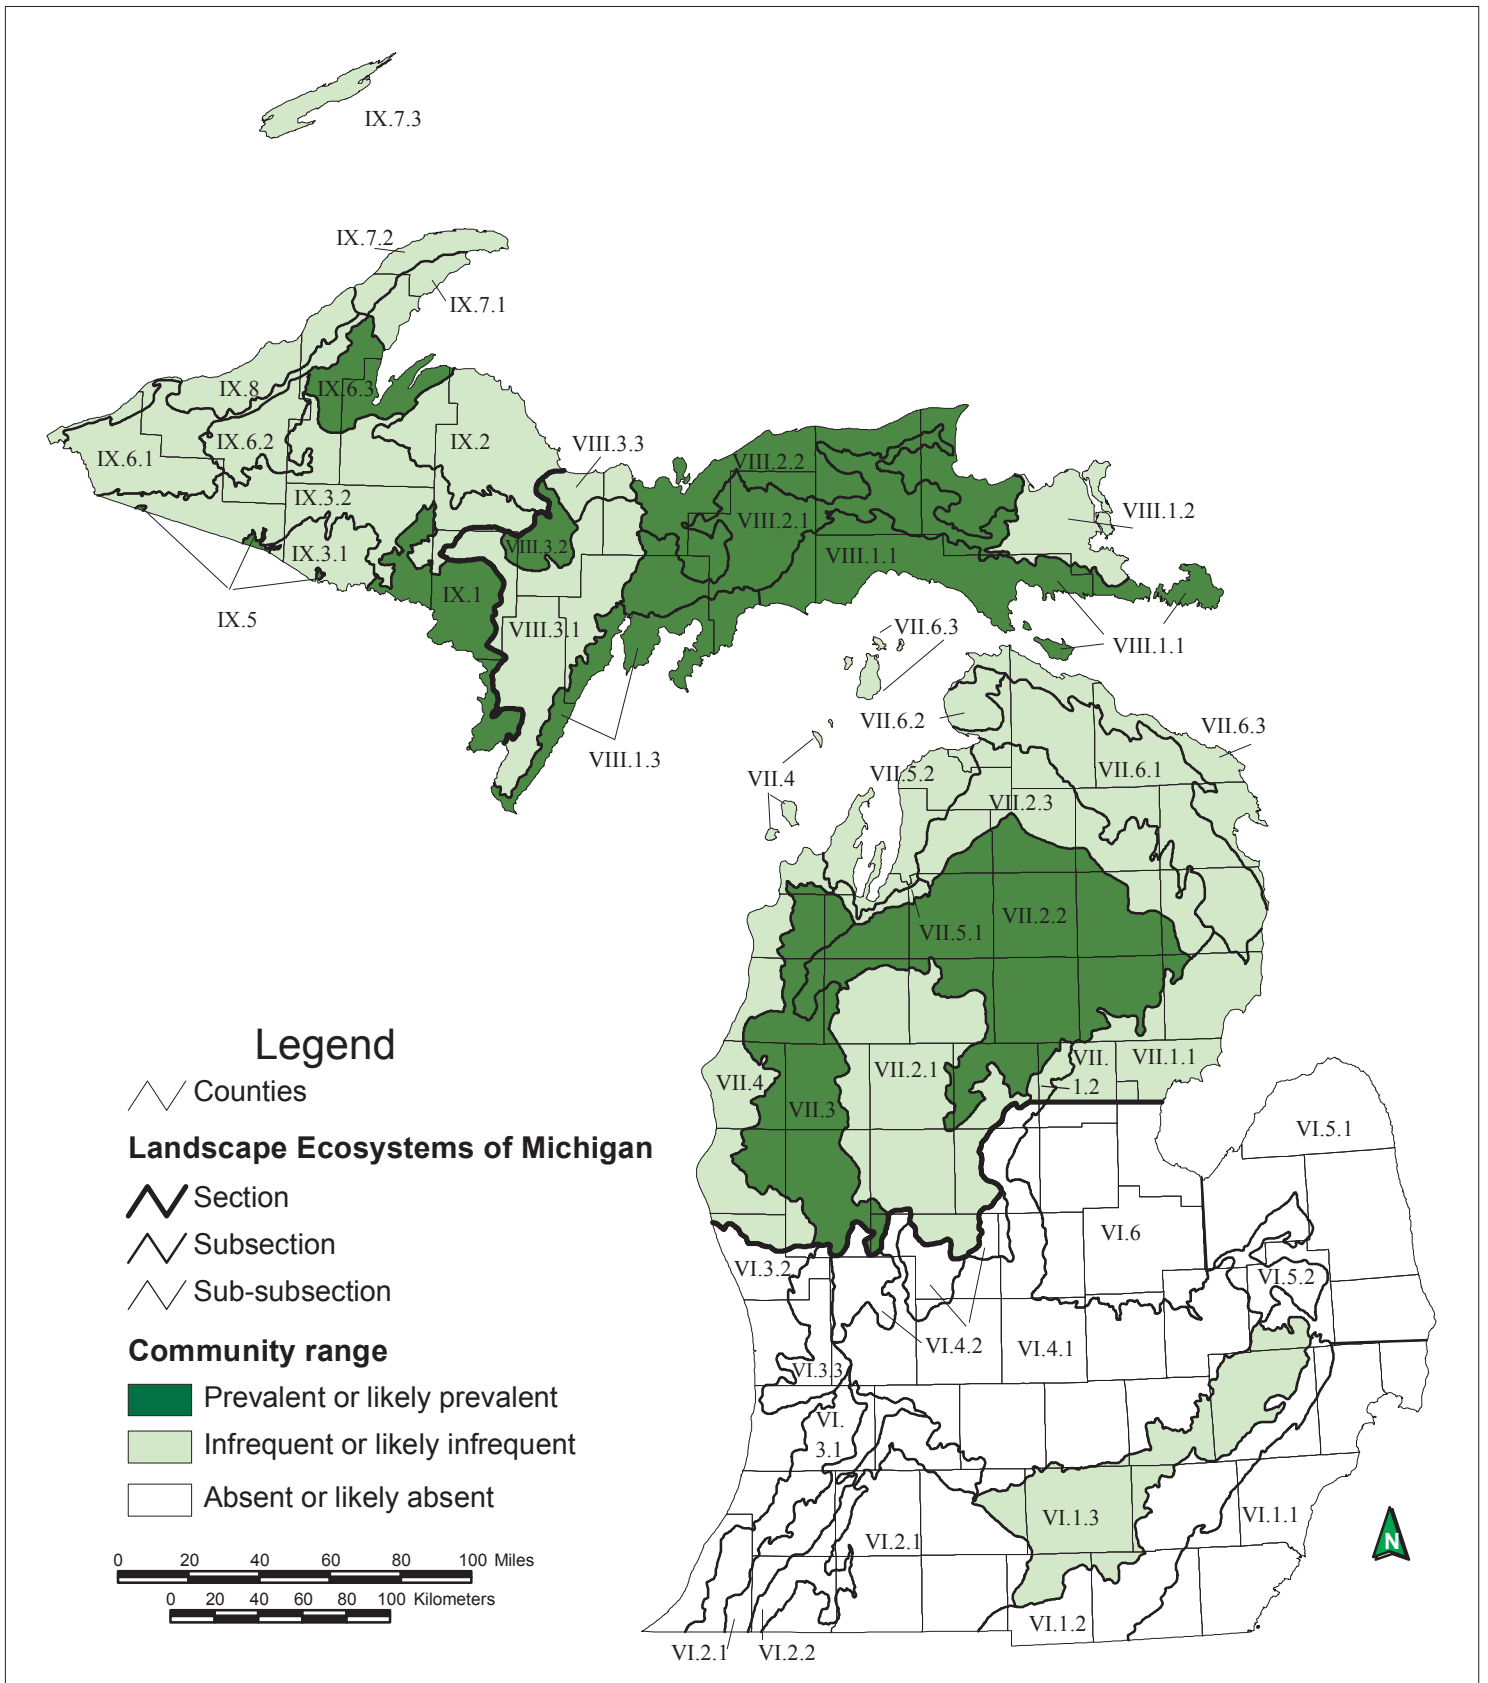 IX.7.3
IX.7.2
IX.7.1
IX.8
IX.6.3
IX.6.2
IX.2
IX.6.1
VIII.3.3
VIII.2.2
IX.3.2
VIII.1.2
VIII.2.1
IX.3.1
VIII.3.2
VIII.1.1
IX.1
IX.5
VIII.3.1
VII.6.3
VIII.1.1
VII.6.2
VII.6.3
VIII.1.3
VII.4
VII.5.2
VII.6.1
VII.2.3
VII.2.2
VII.5.1
Legend
Counties
Landscape Ecosystems of Michigan
Section
Subsection
Sub-subsection
Community range
Prevalent or likely prevalent
Infrequent or likely infrequent
Absent or likely absent
VII.
1.2
VII.1.1
VII.2.1
VII.4
VII.3
VI.5.1
VI.6
VI.3.2
VI.5.2
VI.4.2
VI.4.1
VI.3.3
VI.
3.1
VI.1.3
VI.1.1
VI.2.1
VI.1.2
VI.2.1
VI.2.2
N
0 20 40 60 80 100 Miles
0 20 40 60 80 100 Kilometers